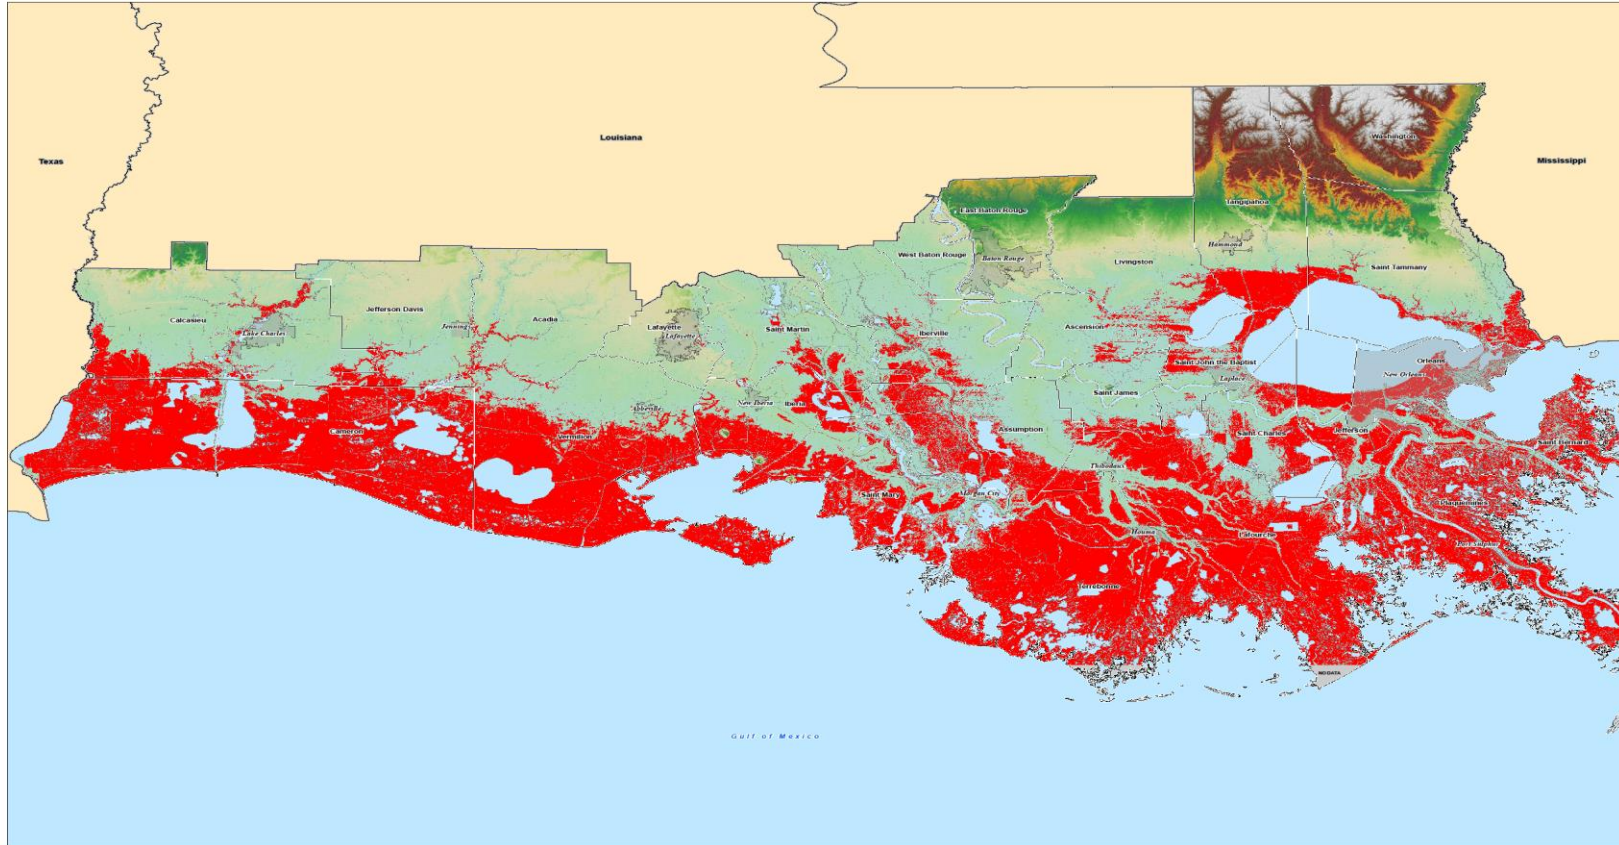 Louisiana
Texas
Mississippi
Washington
East Baton Rouge
Tangipahoa
Hammond
West Baton Rouge
Baton Rouge
Livingston
Saint Tammany
Calcasieu
Lake Charles
Jefferson Davis
Jennings
Acadia
Lafayette
Lafayette
Saint Martin
Iberville
Ascension
Saint John the Baptist
Laplace
Orleans
New Orleans
Saint James
New Iberia
Iberia
Abbeville
Cameron
Vermilion
Assumption
Saint Charles
Jefferson
Saint Bernard
Thibodaux
Saint Mary
Morgan City
Plaquemines
Houma
Lafourche
Port Sulphur
Terrebonne
NODATA
Gulf of Mexico